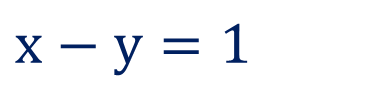 x − y = 1